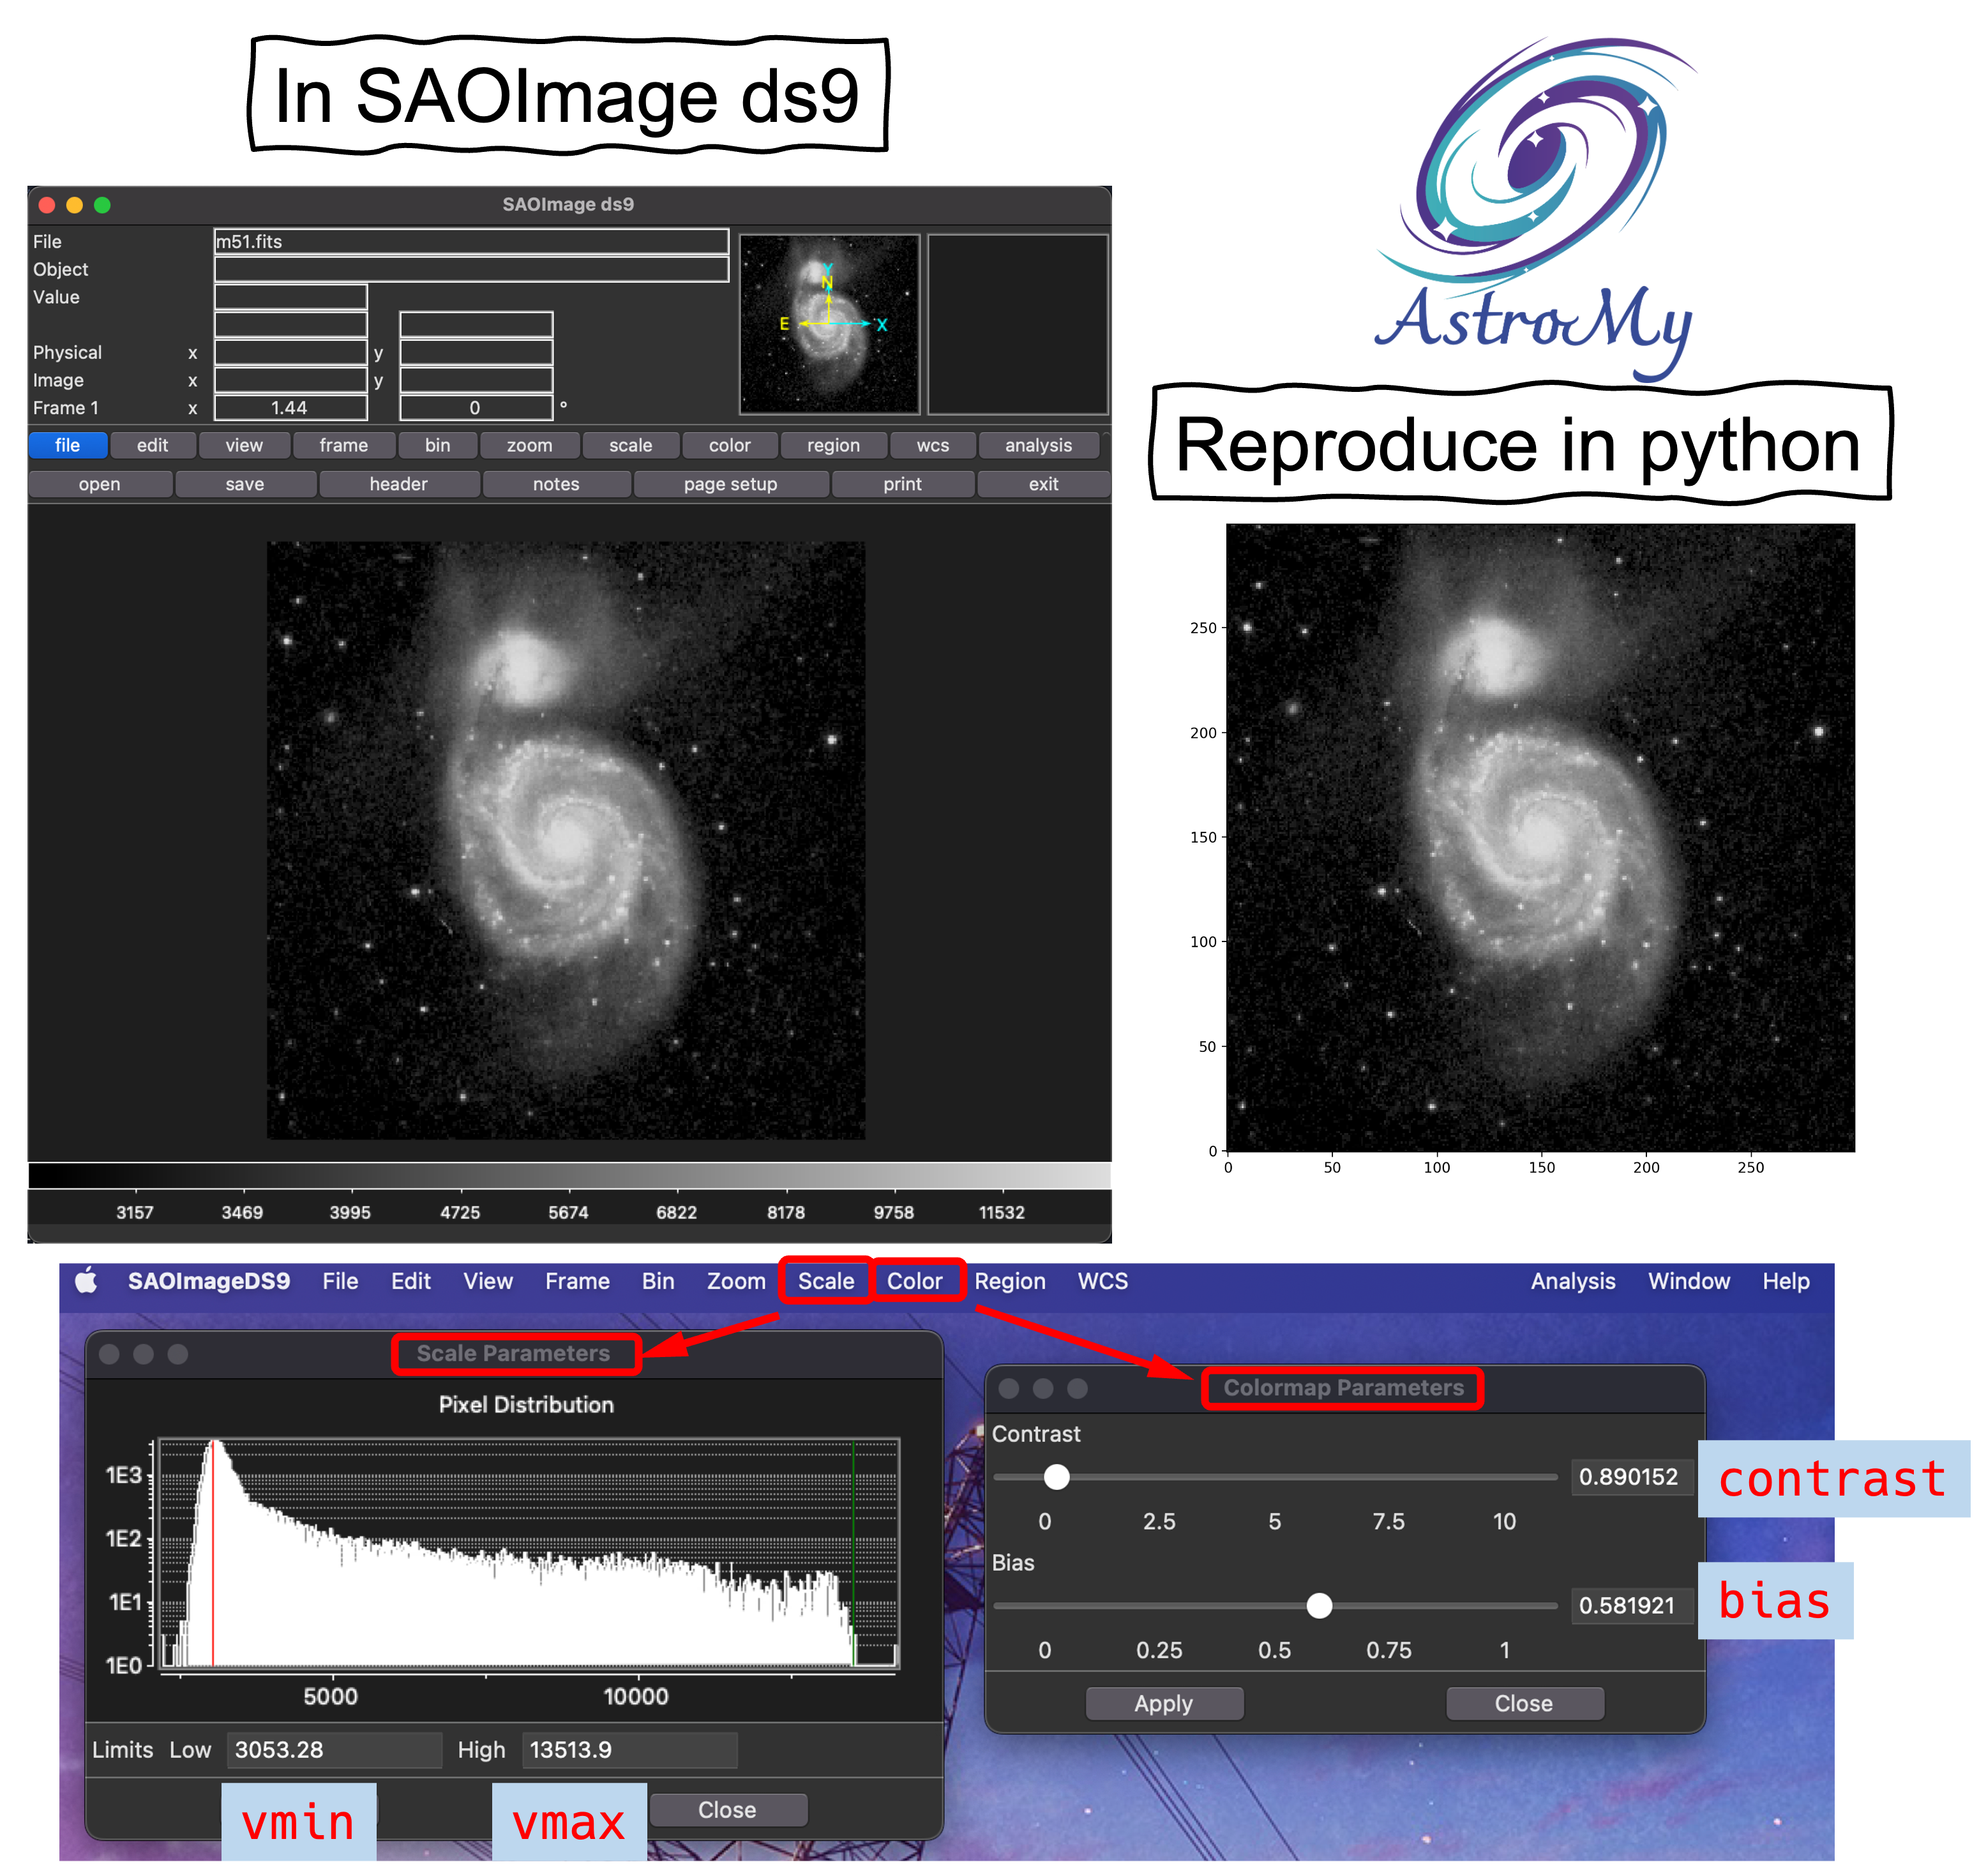 In SAOImage ds9
AstroMy
Reproduce in python
SAOImage ds9
File m51.fits
Object
Value
Physical x y
Image x y
Frame 1 x 1.44 0 °
Y
N
E X
file edit view frame bin zoom scale color region wcs analysis
open save header notes page setup print exit
3157 3469 3995 4725 5674 6822 8178 9758 11532
250
200
150
100
50
0
0 50 100 150 200 250
SAOImageDS9 File Edit View Frame Bin Zoom Scale Color Region WCS Analysis Window Help
Scale Parameters
Pixel Distribution
1E3
1E2
1E1
1E0
5000 10000
Limits Low 3053.28 High 13513.9
vmin vmax Close
Colormap Parameters
Contrast
0.890152 contrast
0 2.5 5 7.5 10
Bias
0.581921 bias
0 0.25 0.5 0.75 1
Apply Close